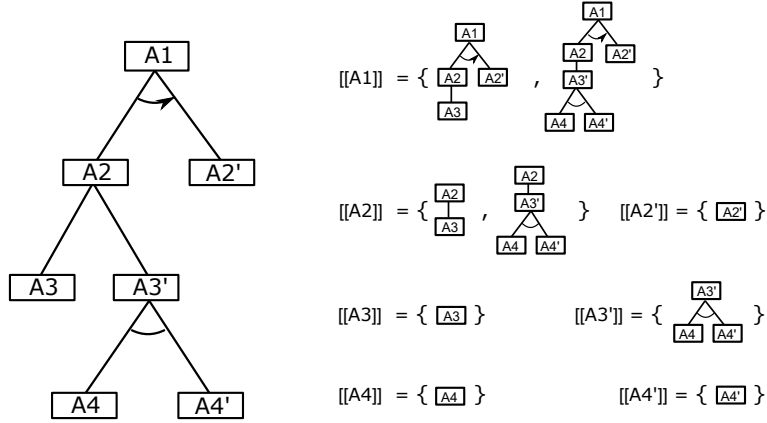 A1
A2 A2'
A3 A3'
A4 A4'
[[A1]] = { A1 A2 A2' A3 , A1 A2 A2' A3' A4 A4' }
[[A2]] = { A2 A3 , A2 A3' A4 A4' } [[A2']] = { A2' }
[[A3]] = { A3 } [[A3']] = { A3' A4 A4' }
[[A4]] = { A4 } [[A4']] = { A4' }